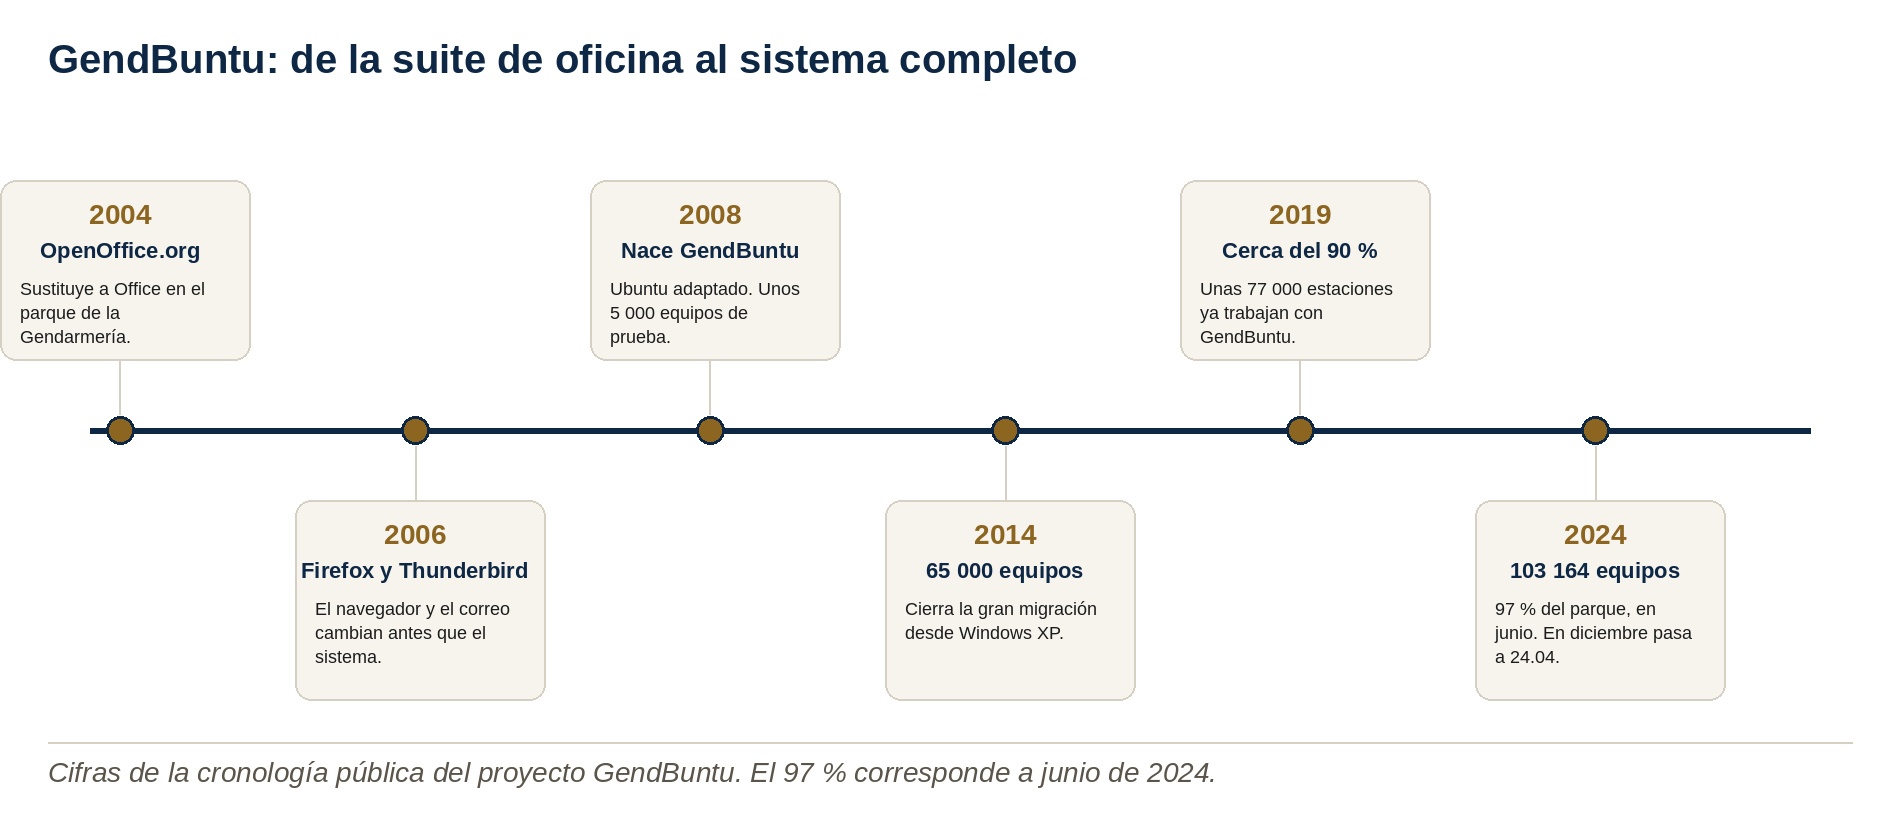 GendBuntu: de la suite de oficina al sistema completo
2004
OpenOffice.org
Sustituye a Office en el
parque de la
Gendarmería.
2006
Firefox y Thunderbird
El navegador y el correo
cambian antes que el
sistema.
2008
Nace GendBuntu
Ubuntu adaptado. Unos
5 000 equipos de
prueba.
2014
65 000 equipos
Cierra la gran migración
desde Windows XP.
2019
Cerca del 90 %
Unas 77 000 estaciones
ya trabajan con
GendBuntu.
2024
103 164 equipos
97 % del parque, en
junio. En diciembre pasa
a 24.04.
Cifras de la cronología pública del proyecto GendBuntu. El 97 % corresponde a junio de 2024.